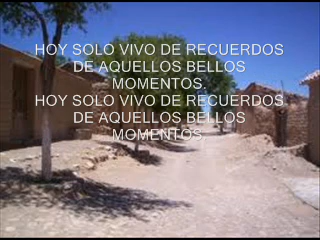 HOY SOLO VIVO DE RECUERDOS
DE AQUELLOS BELLOS
MOMENTOS.
HOY SOLO VIVO DE RECUERDOS
DE AQUELLOS BELLOS
MOMENTOS.